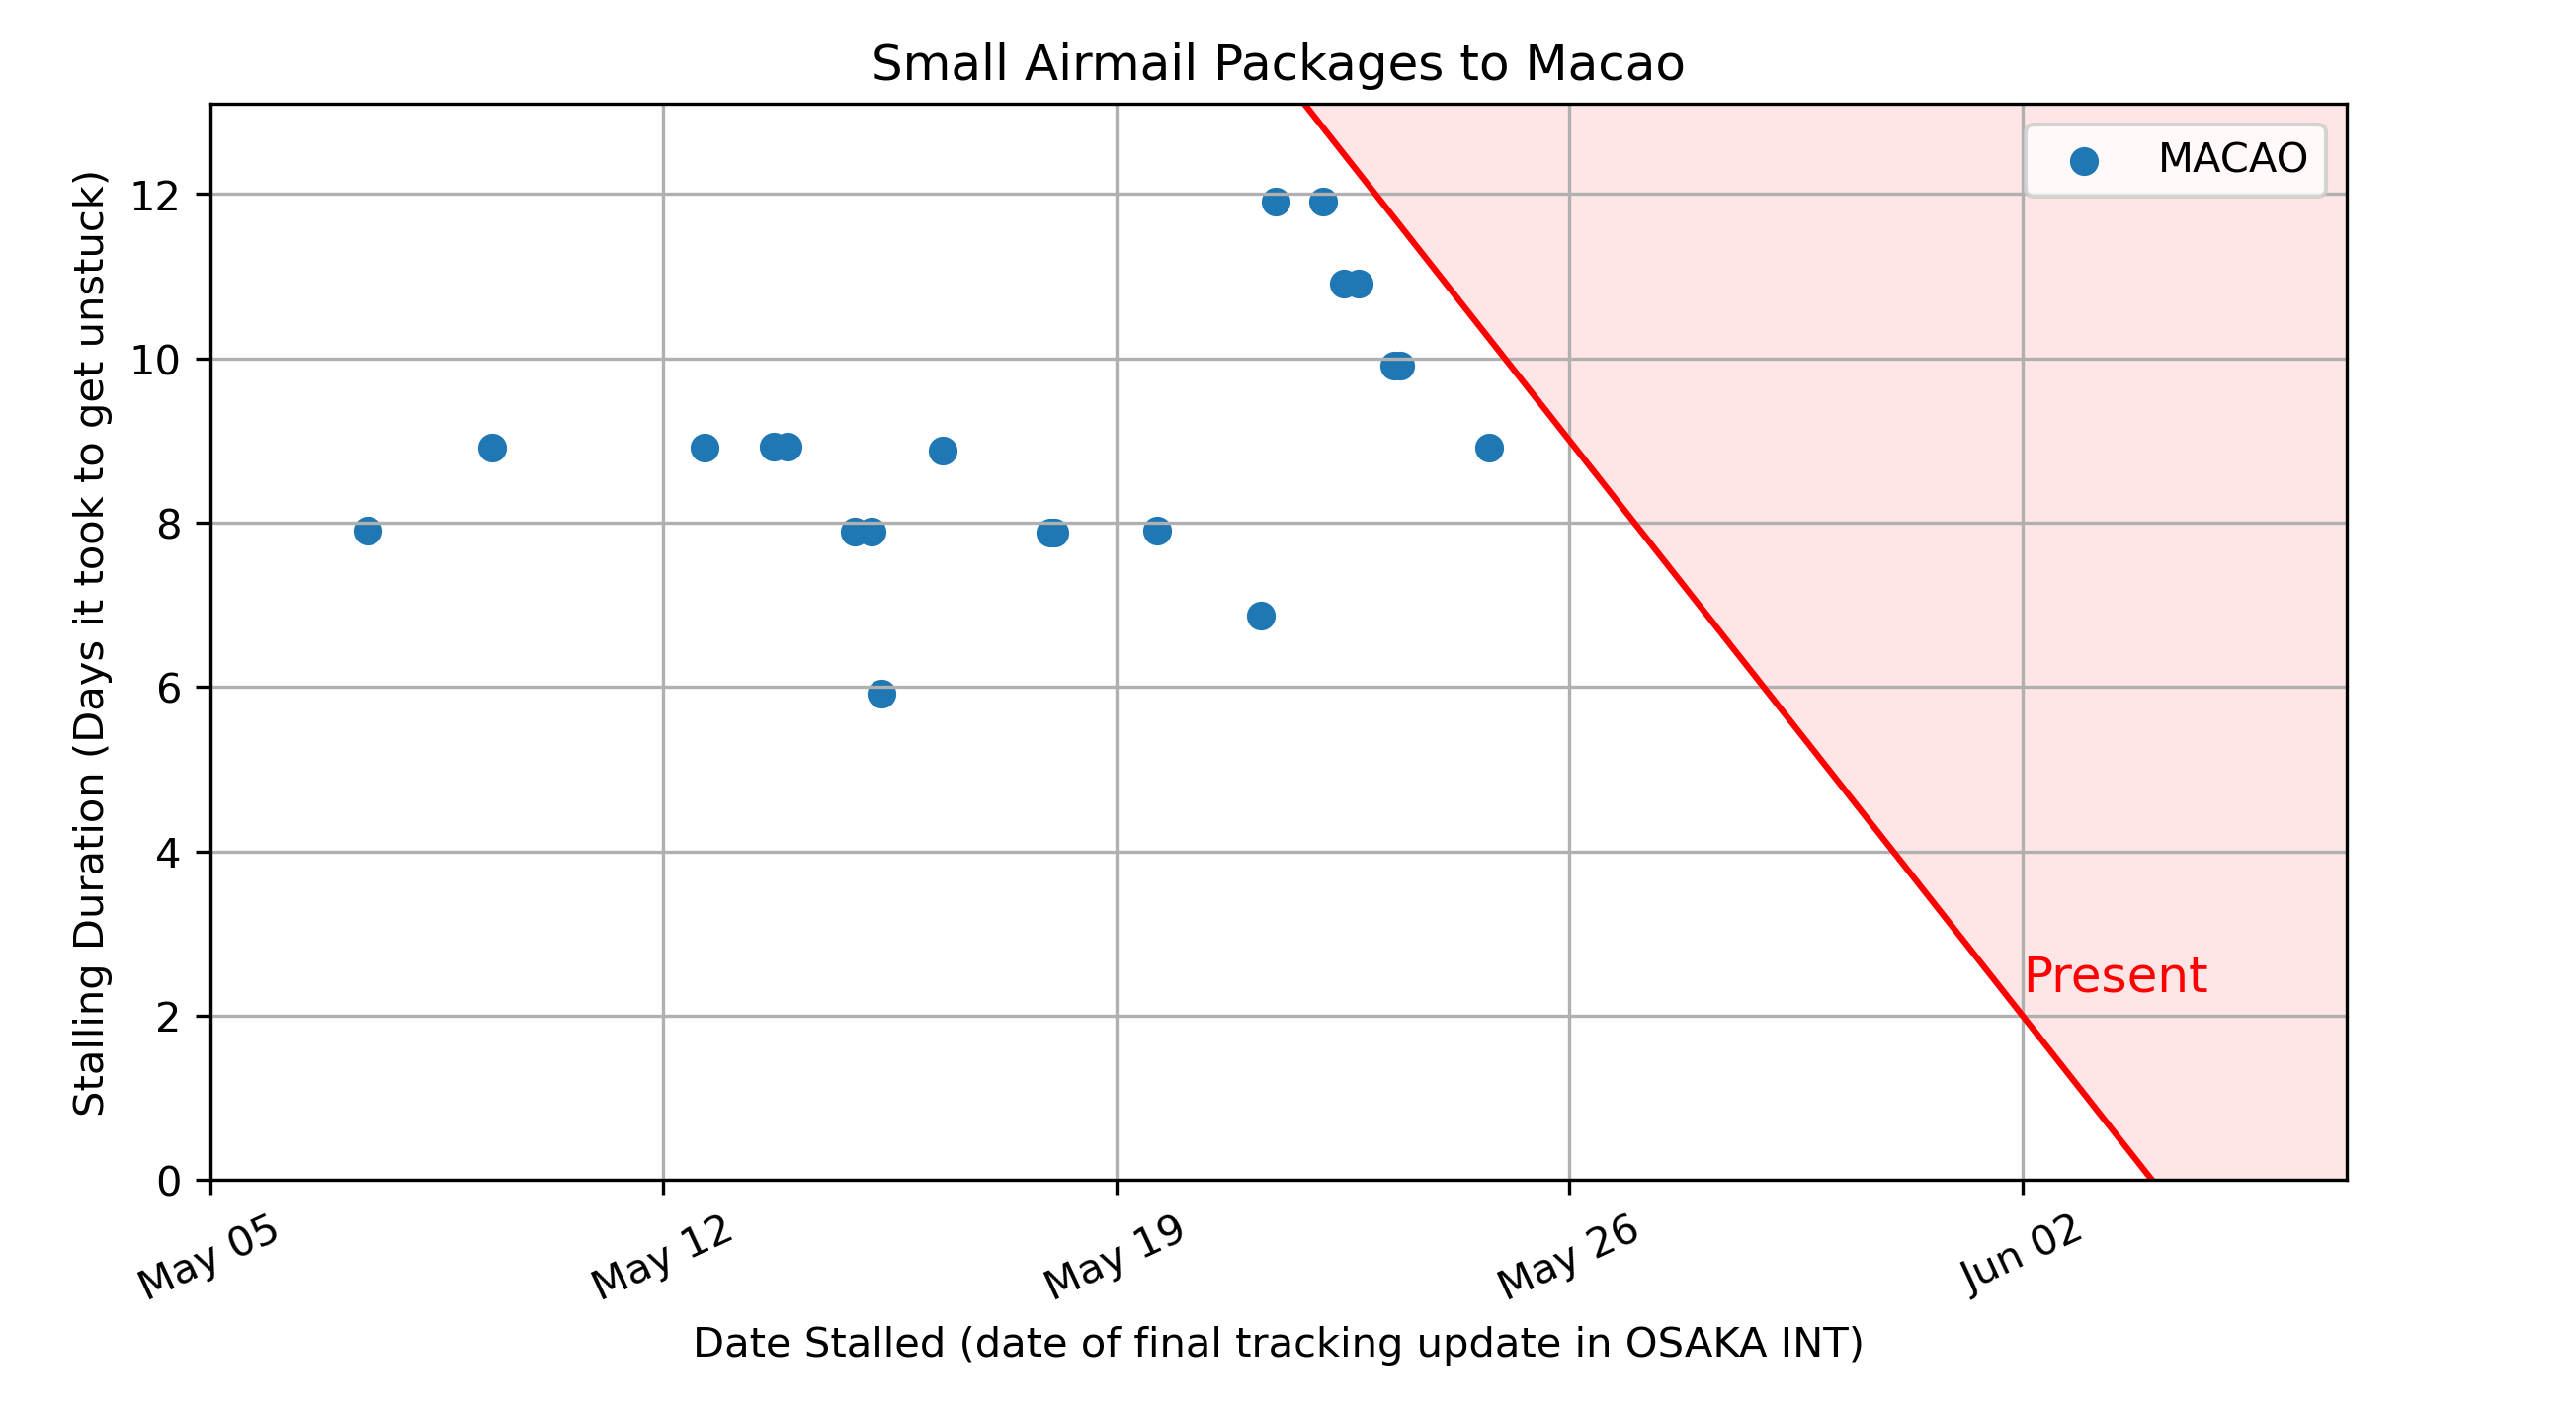 Small Airmail Packages to Macao
MACAO
Stalling Duration (Days it took to get unstuck)
12
10
8
6
4
2
0
Present
May 05
May 12
May 19
May 26
Jun 02
Date Stalled (date of final tracking update in OSAKA INT)